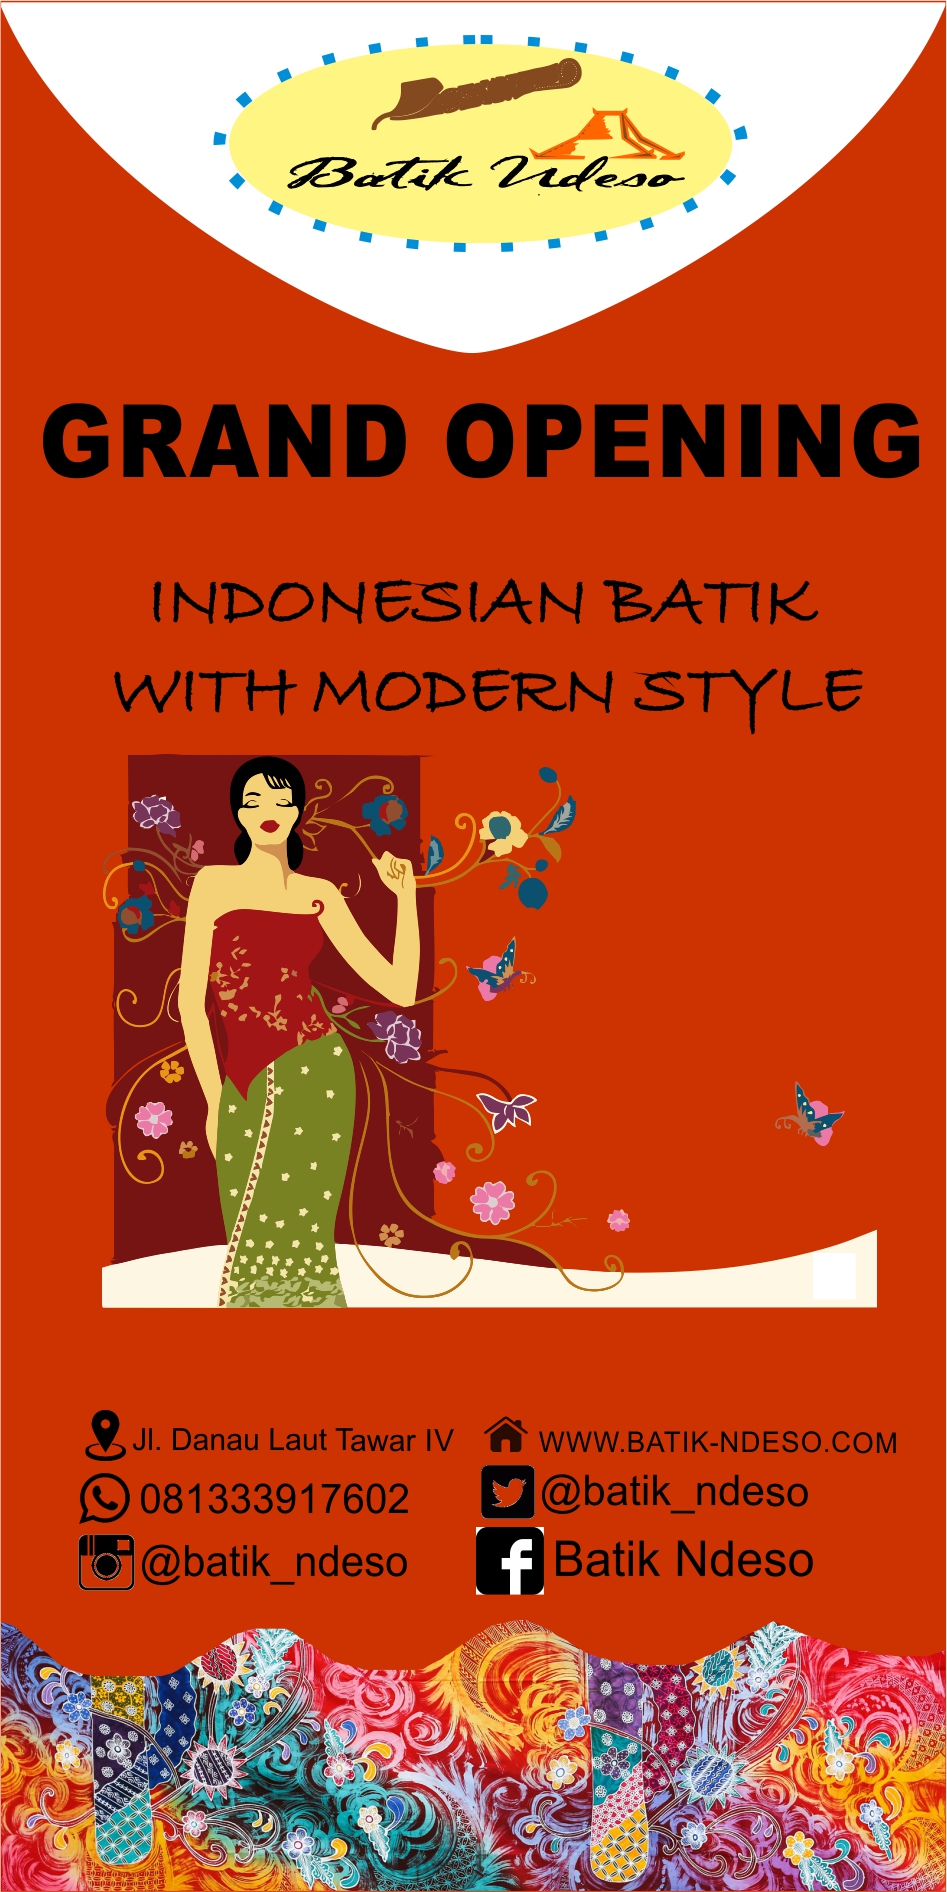 Batik Ndeso
GRAND OPENING
INDONESIAN BATIK
WITH MODERN STYLE
Jl. Danau Laut Tawar IV
WWW.BATIK-NDESO.COM
081333917602
@batik_ndeso
@batik_ndeso
Batik Ndeso